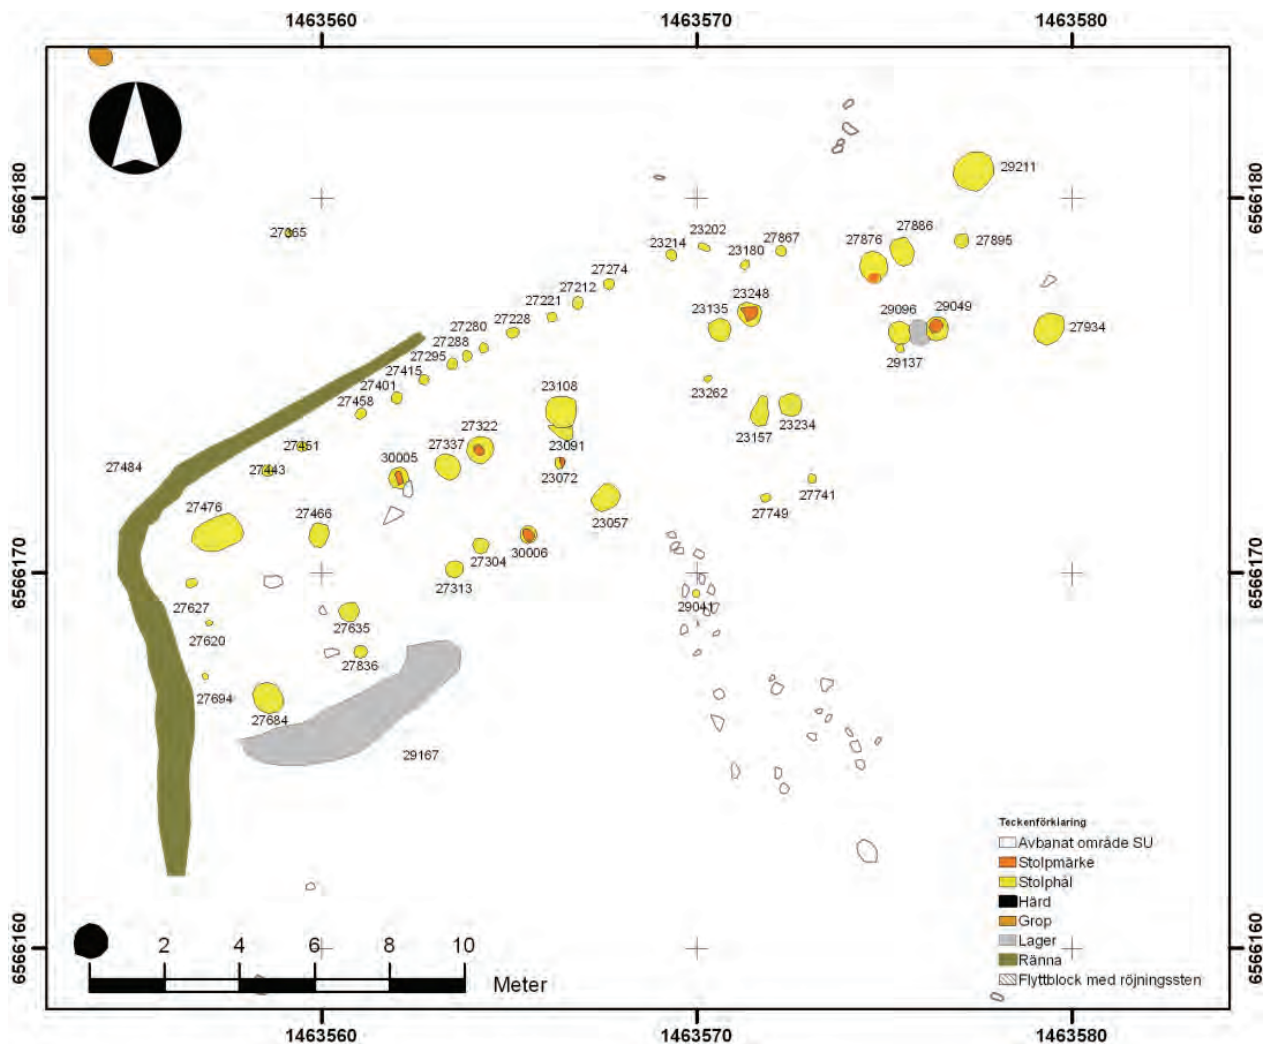 1463560 1463570 1463580
6566180 6566180
29211
23202 27886
23214 27867 27876 27895
27365 23180
27274
27212 23248
27221 23135 29096 29049 27934
27228
27280
27288 29137
27295
27415
27401 23108 23262
27458
27322 23157 23234
27451 27337 23091
27484 27443 30005 23072
27741
27476 27466 23057 27749
30006
27304
6566170 6566170
27313
27627 29041
27635
27620
27836
27694
27684
29167
Teckenförklaring
Avbanat område SU
Stolpmärke
Stolphål
Härd
Grop
Lager
Ränna
Flyttblock med röjningssten
6566160 6566160
2 4 6 8 10
Meter
1463560 1463570 1463580